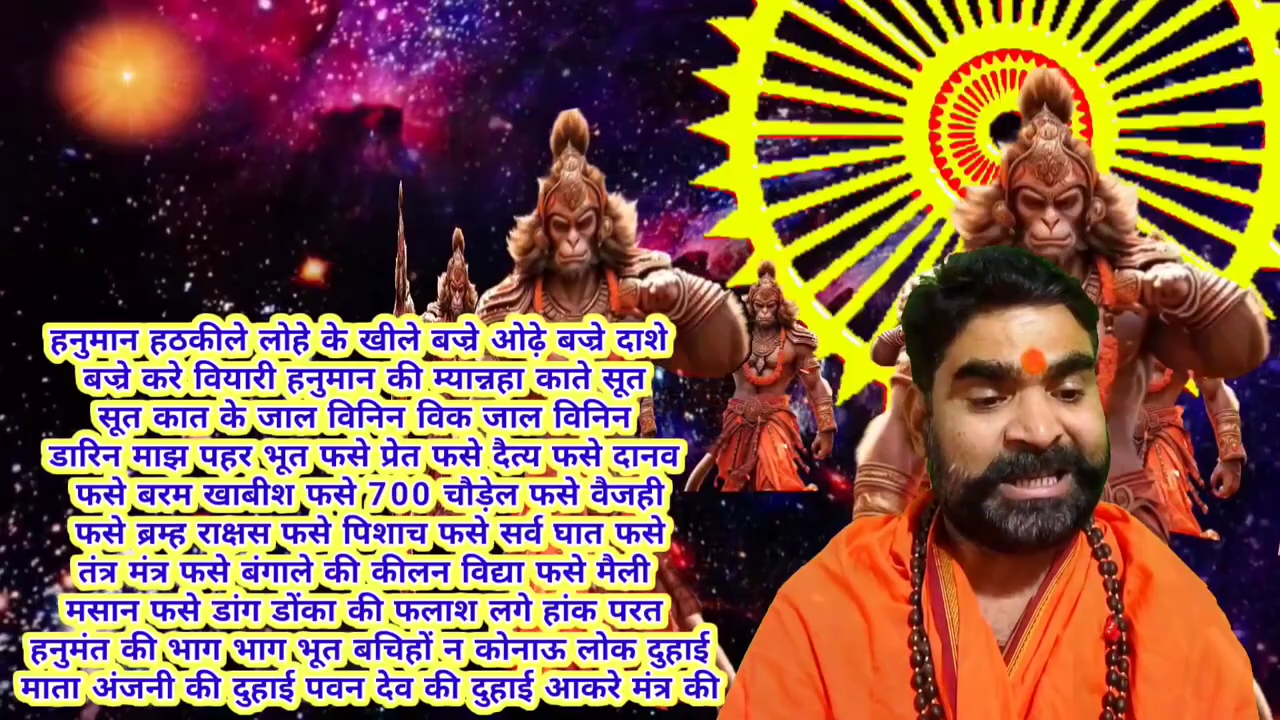 हनुमान हठकीले लोहे के खीले बज्रे ओढ़े बज्रे दाशे
बज्रे करे वियारी हनुमान की म्यान्नहा काते सूत
सूत कात के जाल विनिन विक जाल विनिन
डारिन माझ पहर भूत फसे प्रेत फसे दैत्य फसे दानव
फसे बरम खाबीश फसे 700 चौड़ेल फसे वैजही
फसे ब्रम्ह राक्षस फसे पिशाच फसे सर्व घात फसे
तंत्र मंत्र फसे बंगाले की कीलन विद्या फसे मैली
मसान फसे डांग डोंका की फलाश लगे हांक परत
हनुमंत की भाग भाग भूत बचिहों न कोनाऊ लोक दुहाई
माता अंजनी की दुहाई पवन देव की दुहाई आकरे मंत्र की